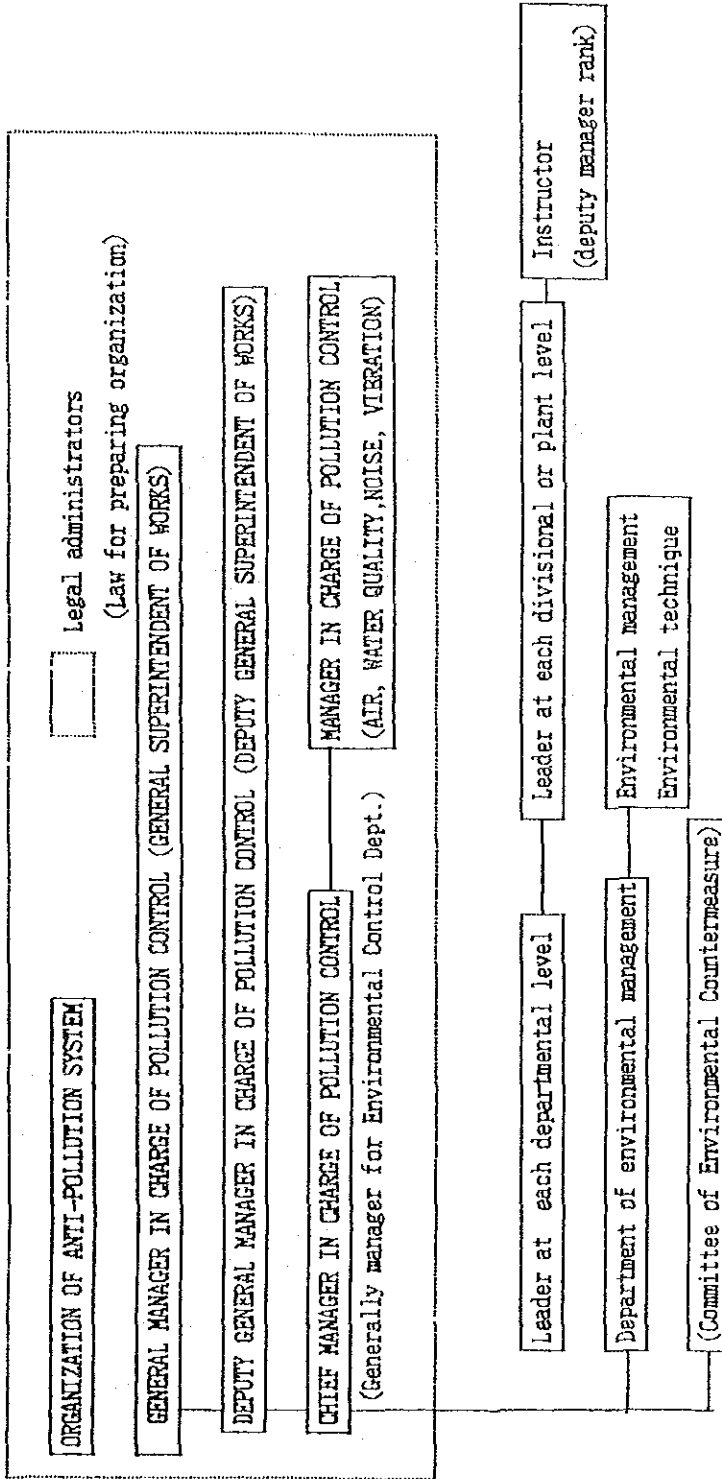 ORGANIZATION OF ANTI-POLLUTION SYSTEM
Legal administrators
(Law for preparing organization)
GENERAL MANAGER IN CHARGE OF POLLUTION CONTROL (GENERAL SUPERINTENDENT OF WORKS)
DEPUTY GENERAL MANAGER IN CHARGE OF POLLUTION CONTROL (DEPUTY GENERAL SUPERINTENDENT OF WORKS)
CHIEF MANAGER IN CHARGE OF POLLUTION CONTROL
(Generally manager for Environmental Control Dept.)
MANAGER IN CHARGE OF POLLUTION CONTROL
(AIR, WATER QUALITY,NOISE, VIBRATION)
Leader at each departmental level
Leader at each divisional or plant level
Instructor
(deputy manager rank)
Department of environmental management
Environmental management
Environmental technique
(Committee of Environmental Countermeasure)